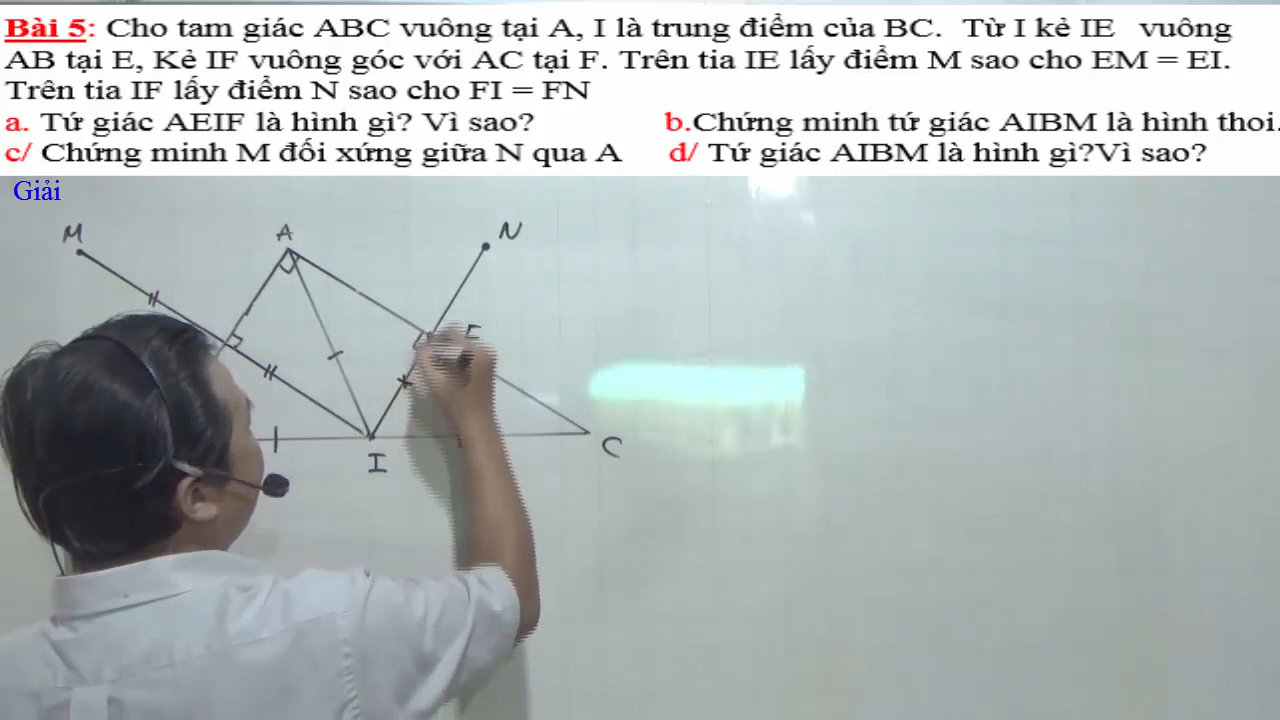 Bài 5: Cho tam giác ABC vuông tại A, I là trung điểm của BC. Từ I kẻ IE vuông
AB tại E, Kẻ IF vuông góc với AC tại F. Trên tia IE lấy điểm M sao cho EM = EI.
Trên tia IF lấy điểm N sao cho FI = FN
a. Tứ giác AEIF là hình gì? Vì sao? b.Chứng minh tứ giác AIBM là hình thoi.
c/ Chứng minh M đối xứng giữa N qua A d/ Tứ giác AIBM là hình gì?Vì sao?
Giải
M A N
I C